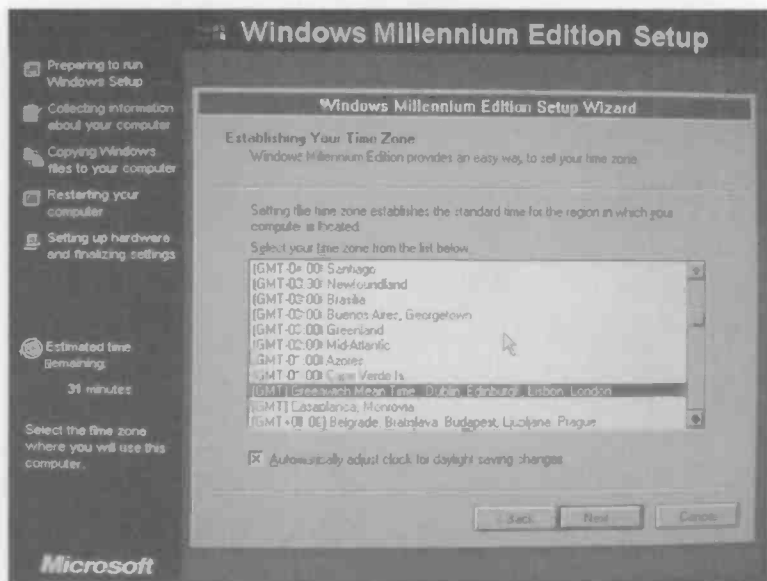 Windows Millennium Edition Setup
Preparing to run
Windows Setup
Collecting information
about your computer
Copying Windows
files to your computer
Restarting your
computer
Setting up hardware
and finalizing settings
Estimated time
remaining:
31 minutes
Select the time zone
where you will use this
computer.
Microsoft
Windows Millennium Edition Setup Wizard
Establishing Your Time Zone
Windows Millennium Edition provides an easy way to set your time zone.
Setting the time zone establishes the standard time for the region in which your
computer is located.
Select your time zone from the list below.
(GMT-04:00) Santiago
(GMT-03:30) Newfoundland
(GMT-03:00) Brasilia
(GMT-03:00) Buenos Aires, Georgetown
(GMT-03:00) Greenland
(GMT-02:00) Mid-Atlantic
(GMT-01:00) Azores
(GMT-01:00) Cape Verde Is.
(GMT) Greenwich Mean Time : Dublin, Edinburgh, Lisbon, London
(GMT) Casablanca, Monrovia
(GMT+01:00) Belgrade, Bratislava, Budapest, Ljubljana, Prague
Automatically adjust clock for daylight saving changes
< Back
Next >
Cancel